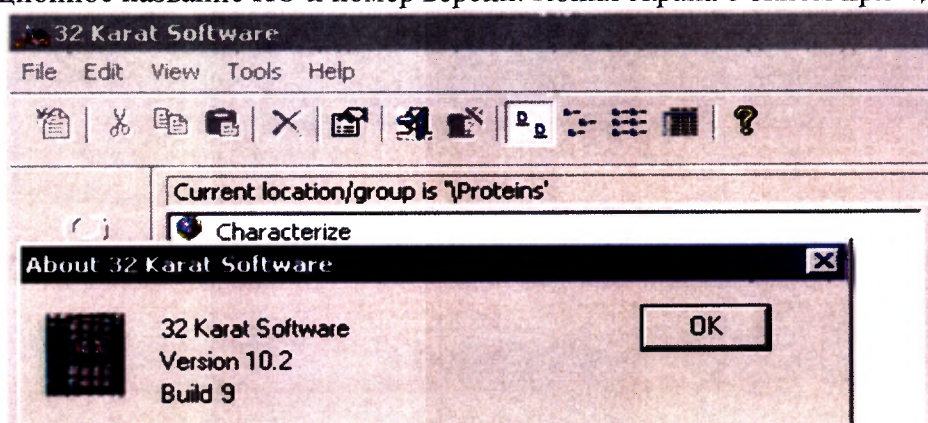 32 Karat Software
File Edit View Tools Help
Current location/group is '\Proteins'
Characterize
About 32 Karat Software
32 Karat Software
OK
Version 10.2
Build 9